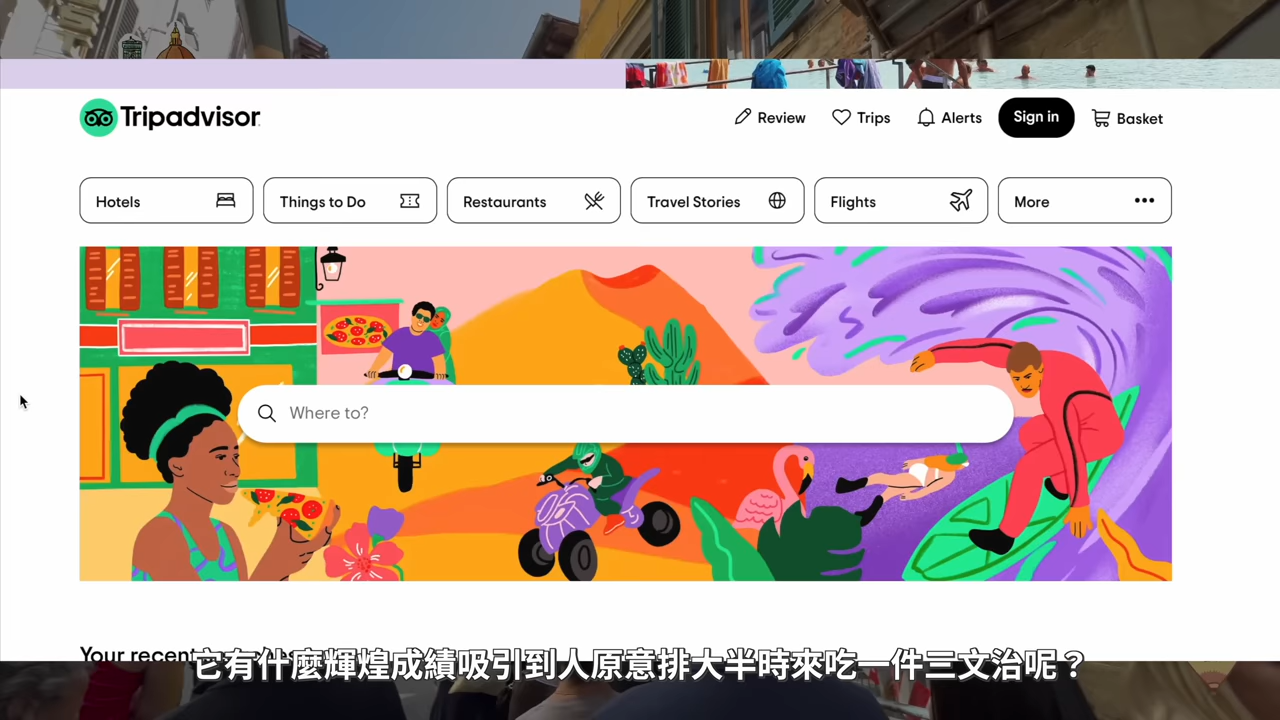 Tripadvisor
Review
Trips
Alerts
Sign in
Basket
Hotels
Things to Do
Restaurants
Travel Stories
Flights
More
Where to?
Your recent
它有什麼輝煌成績吸引到人原意排大半時來吃一件三文治呢？